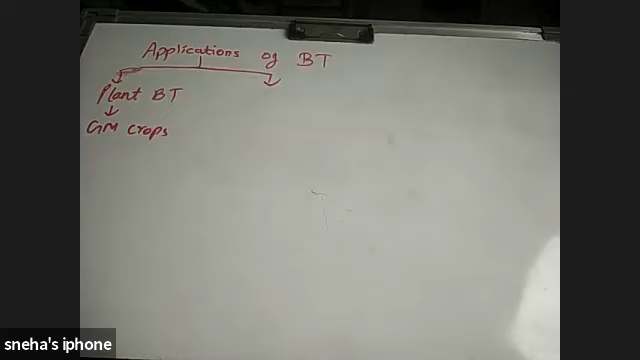 Applications of BT
Plant BT
GM crops
sneha's iphone